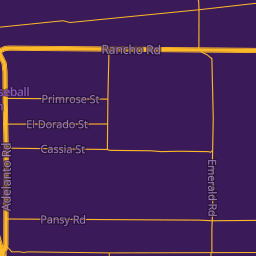 Rancho Rd
seball
Primrose St
El Dorado St
Cassia St
Adelanto Rd
Emerald Rd
Pansy Rd